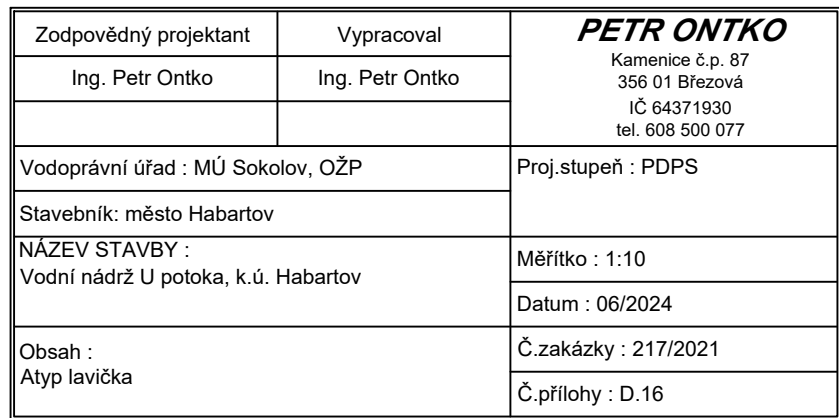 Zodpovědný projektant
Vypracoval
PETR ONTKO
Kamenice č.p. 87
356 01 Březová
IČ 64371930
tel. 608 500 077
Ing. Petr Ontko
Ing. Petr Ontko
Vodoprávní úřad : MÚ Sokolov, OŽP
Proj.stupeň : PDPS
Stavebník: město Habartov
NÁZEV STAVBY :
Vodní nádrž U potoka, k.ú. Habartov
Měřítko : 1:10
Datum : 06/2024
Obsah :
Atyp lavička
Č.zakázky : 217/2021
Č.přílohy : D.16